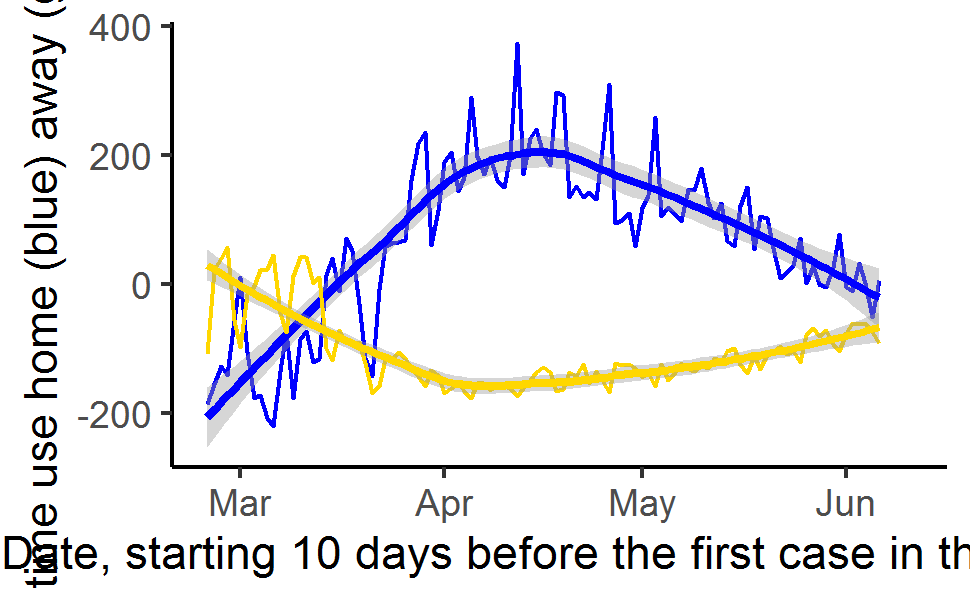 400
200
0
-200
time use home (blue) away (
Mar Apr May Jun
Date, starting 10 days before the first case in th